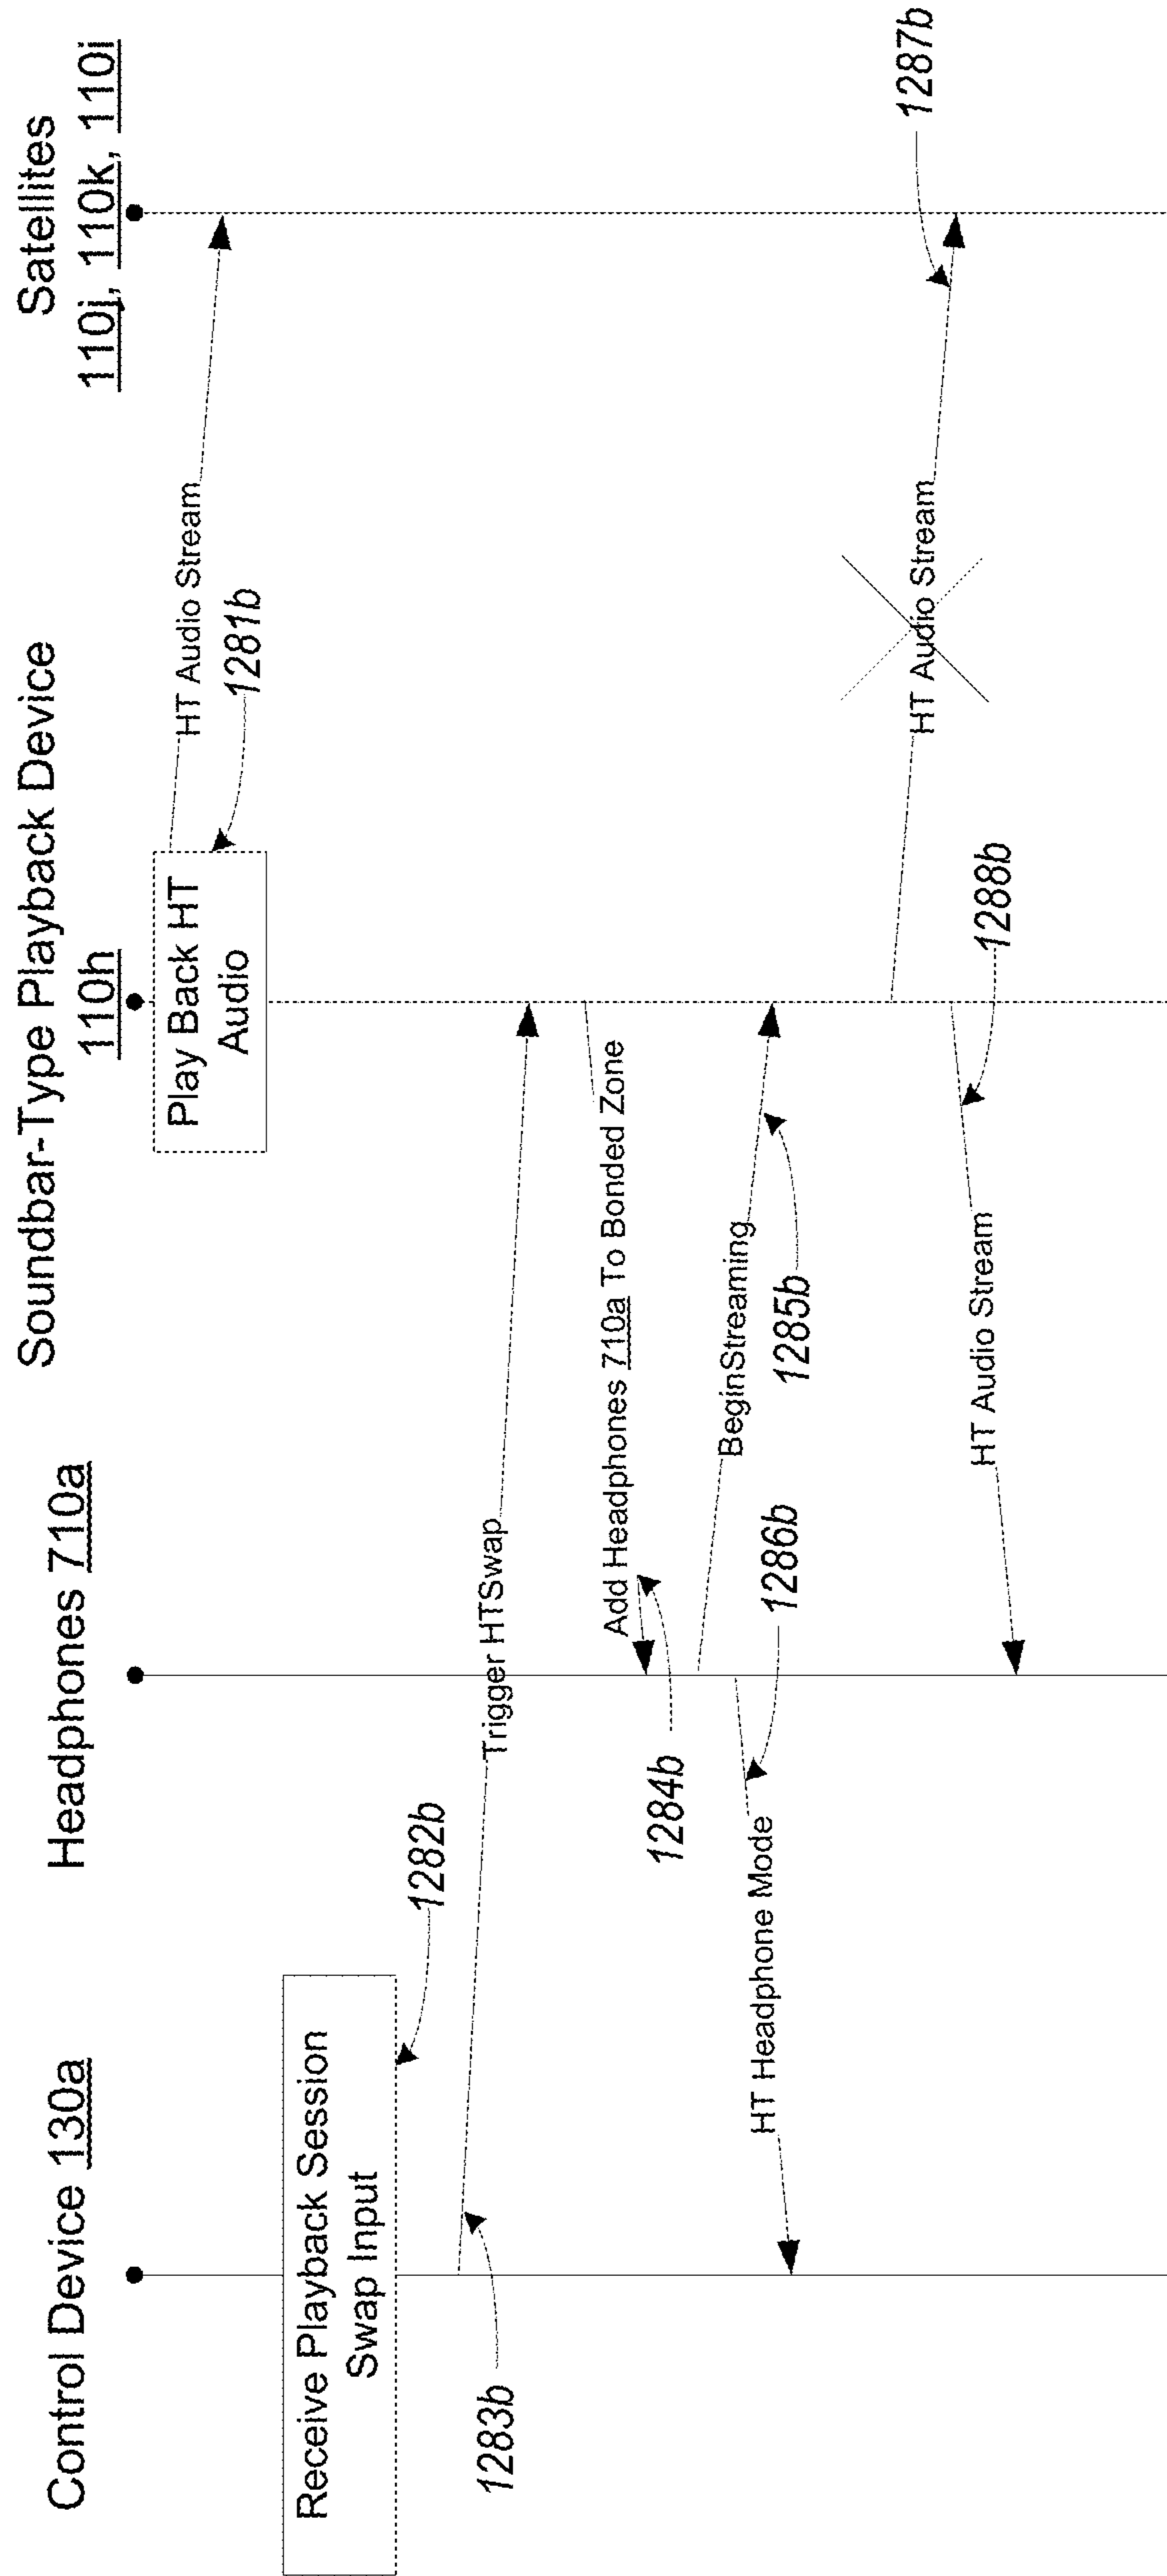 Control Device 130a
Headphones 710a
Soundbar-Type Playback Device
110h
Satellites
110j, 110k, 110i
Play Back HT
Audio
1281b
HT Audio Stream
Receive Playback Session
Swap Input
1282b
1283b
Trigger HTSwap
Add Headphones 710a To Bonded Zone
1284b
BeginStreaming
1285b
HT Headphone Mode
1286b
HT Audio Stream
1287b
HT Audio Stream
1288b